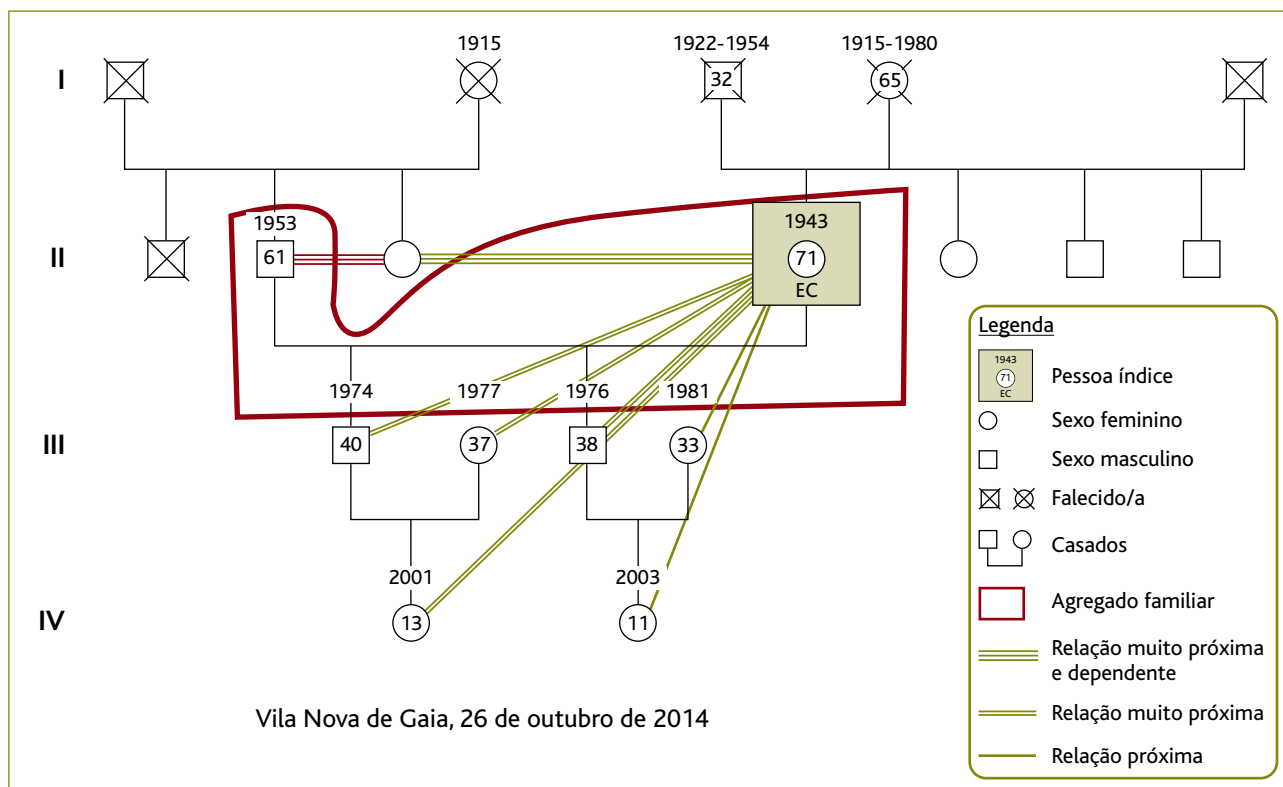 1915
1922-1954
1915-1980
I
32
65
1953
1943
II
61
71
EC
1974
1977
1976
1981
III
40
37
38
33
2001
2003
IV
13
11
Vila Nova de Gaia, 26 de outubro de 2014
Legenda
1943
71
EC
Pessoa índice
Sexo feminino
Sexo masculino
Falecido/a
Casados
Agregado familiar
Relação muito próxima
e dependente
Relação muito próxima
Relação próxima